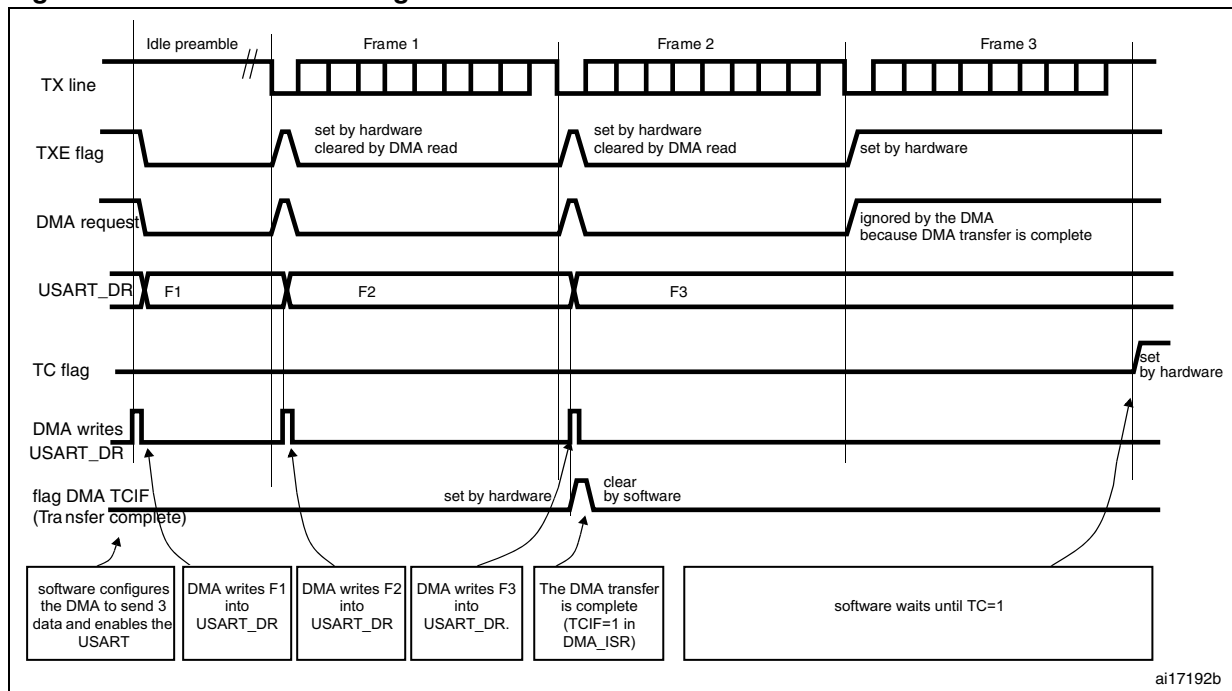 Idle preamble
Frame 1
Frame 2
Frame 3
TX line
TXE flag
set by hardware
cleared by DMA read
set by hardware
cleared by DMA read
set by hardware
DMA request
ignored by the DMA
because DMA transfer is complete
USART_DR
F1
F2
F3
TC flag
set
by hardware
DMA writes
USART_DR
flag DMA TCIF
(Transfer complete)
set by hardware
clear
by software
software configures
the DMA to send 3
data and enables the
USART
DMA writes F1
into
USART_DR
DMA writes F2
into
USART_DR
DMA writes F3
into
USART_DR.
The DMA transfer
is complete
(TCIF=1 in
DMA_ISR)
software waits until TC=1
ai17192b